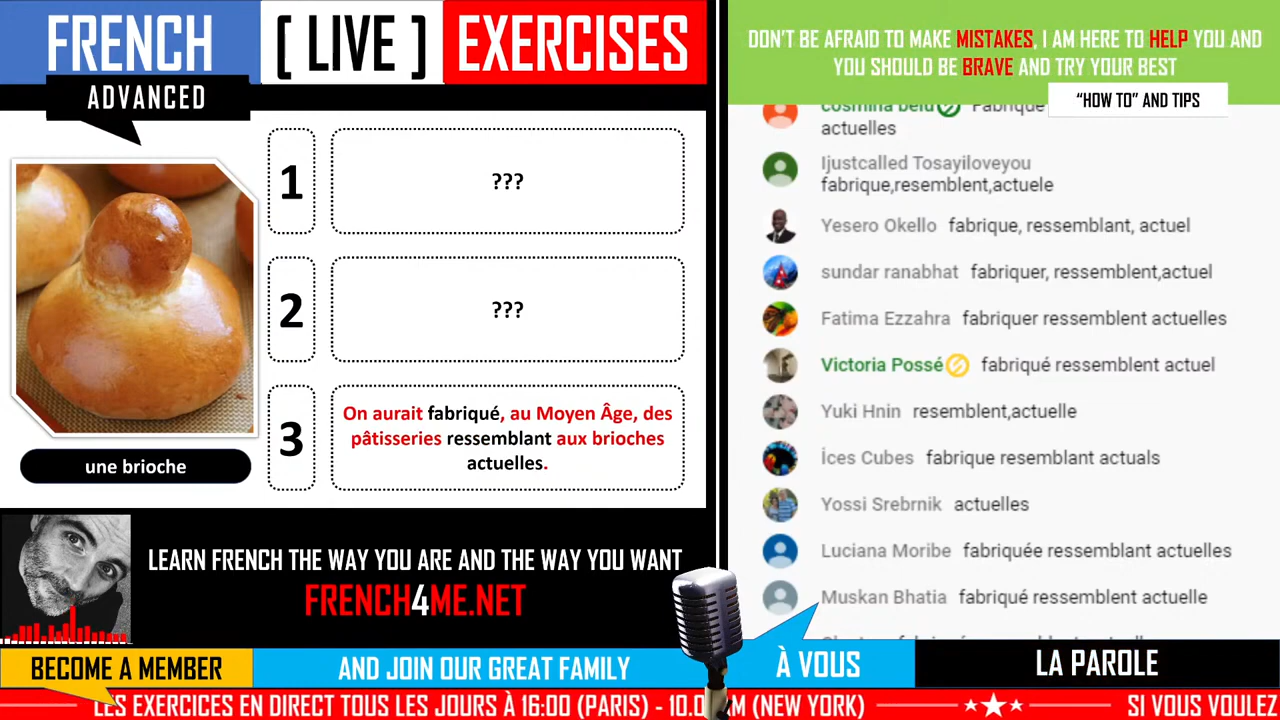 FRENCH
[ LIVE ]
EXERCISES
ADVANCED
1
???
2
???
3
On aurait fabriqué, au Moyen Âge, des
pâtisseries ressemblant aux brioches
actuelles.
une brioche
LEARN FRENCH THE WAY YOU ARE AND THE WAY YOU WANT
FRENCH4ME.NET
BECOME A MEMBER
AND JOIN OUR GREAT FAMILY
DON'T BE AFRAID TO MAKE MISTAKES, I AM HERE TO HELP YOU AND
YOU SHOULD BE BRAVE AND TRY YOUR BEST
"HOW TO" AND TIPS
cosmina belu Fabrique
actuelles
Ijustcalled Tosayiloveyou
fabrique,resemblent,actuele
Yesero Okello fabrique, ressemblant, actuel
sundar ranabhat fabriquer, ressemblent,actuel
Fatima Ezzahra fabriquer ressemblent actuelles
Victoria Possé fabriqué ressemblent actuel
Yuki Hnin resemblent,actuelle
İces Cubes fabrique resemblant actuals
Yossi Srebrnik actuelles
Luciana Moribe fabriquée ressemblant actuelles
Muskan Bhatia fabriqué ressemblent actuelle
À VOUS
LA PAROLE
LES EXERCICES EN DIRECT TOUS LES JOURS À 16:00 (PARIS) - 10.0 M (NEW YORK)
SI VOUS VOULEZ